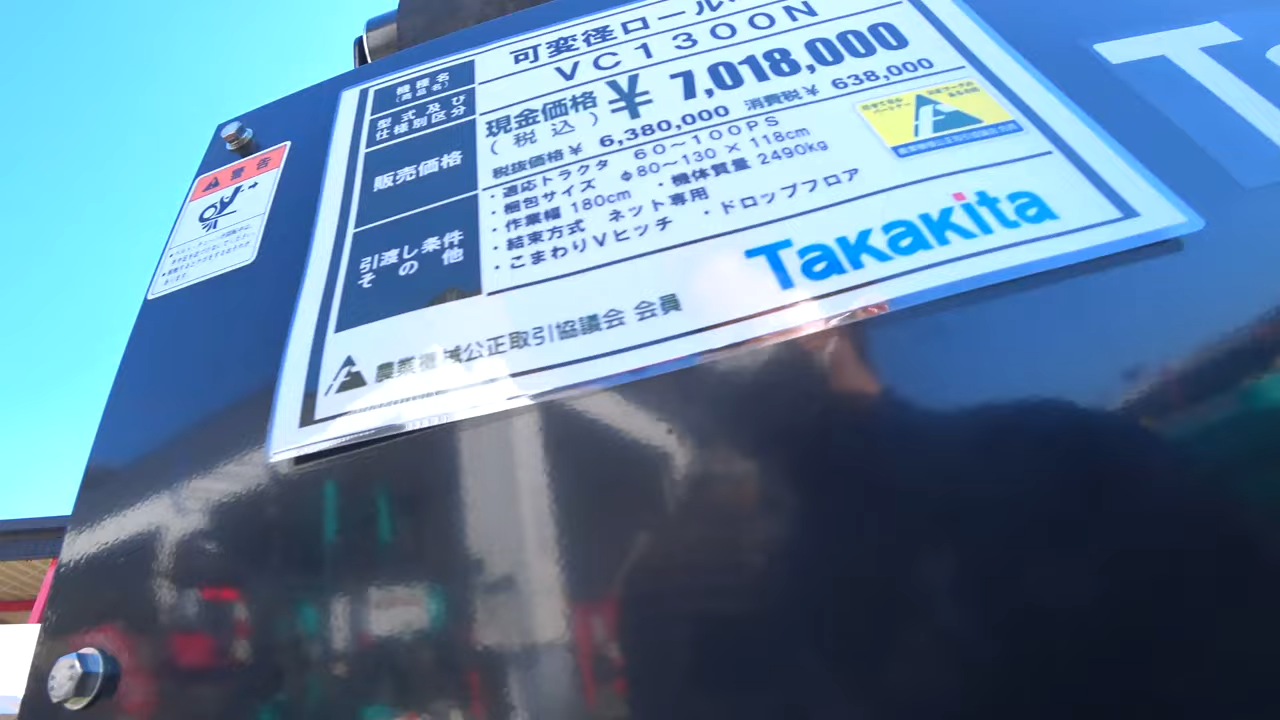 可変径ロール
VC1300N
機種名
(商品名)
型式及び
仕様別区分
販売価格
現金価格
(税込)
¥ 7,018,000
税抜価格¥ 6,380,000 消費税¥ 638,000
引渡し条件
その他
・適応トラクタ 60～100PS
・梱包サイズ φ80～130×118cm
・作業幅 180cm ・機体質量 2490kg
・結束方式 ネット専用
・こまわりVヒッチ ・ドロップフロア
Takakita
農業機械公正取引協議会 会員
警告
T